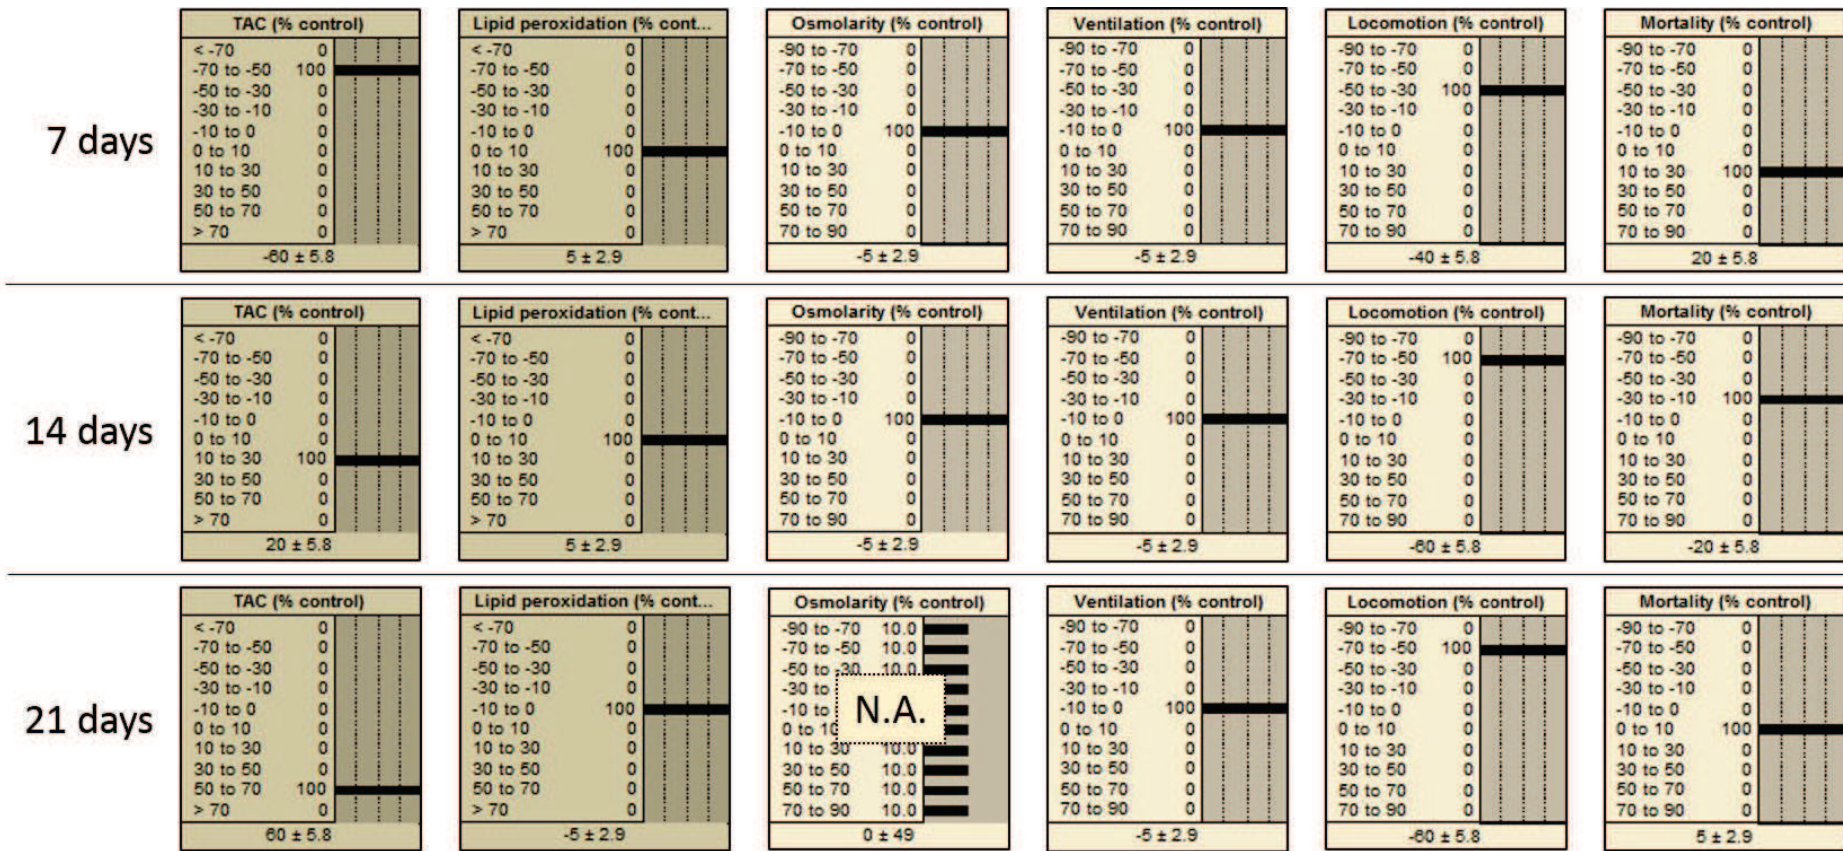 7 days
TAC (% control)
< -70 0
-70 to -50 100
-50 to -30 0
-30 to -10 0
-10 to 0 0
0 to 10 0
10 to 30 0
30 to 50 0
50 to 70 0
> 70 0
-60 ± 5.8
Lipid peroxidation (% cont...
< -70 0
-70 to -50 0
-50 to -30 0
-30 to -10 0
-10 to 0 0
0 to 10 100
10 to 30 0
30 to 50 0
50 to 70 0
> 70 0
5 ± 2.9
Osmolarity (% control)
-90 to -70 0
-70 to -50 0
-50 to -30 0
-30 to -10 0
-10 to 0 100
0 to 10 0
10 to 30 0
30 to 50 0
50 to 70 0
70 to 90 0
-5 ± 2.9
Ventilation (% control)
-90 to -70 0
-70 to -50 0
-50 to -30 0
-30 to -10 0
-10 to 0 100
0 to 10 0
10 to 30 0
30 to 50 0
50 to 70 0
70 to 90 0
-5 ± 2.9
Locomotion (% control)
-90 to -70 0
-70 to -50 0
-50 to -30 100
-30 to -10 0
-10 to 0 0
0 to 10 0
10 to 30 0
30 to 50 0
50 to 70 0
70 to 90 0
-40 ± 5.8
Mortality (% control)
-90 to -70 0
-70 to -50 0
-50 to -30 0
-30 to -10 0
-10 to 0 0
0 to 10 0
10 to 30 100
30 to 50 0
50 to 70 0
70 to 90 0
20 ± 5.8
14 days
TAC (% control)
< -70 0
-70 to -50 0
-50 to -30 0
-30 to -10 0
-10 to 0 0
0 to 10 0
10 to 30 100
30 to 50 0
50 to 70 0
> 70 0
20 ± 5.8
Lipid peroxidation (% cont...
< -70 0
-70 to -50 0
-50 to -30 0
-30 to -10 0
-10 to 0 0
0 to 10 100
10 to 30 0
30 to 50 0
50 to 70 0
> 70 0
5 ± 2.9
Osmolarity (% control)
-90 to -70 0
-70 to -50 0
-50 to -30 0
-30 to -10 0
-10 to 0 100
0 to 10 0
10 to 30 0
30 to 50 0
50 to 70 0
70 to 90 0
-5 ± 2.9
Ventilation (% control)
-90 to -70 0
-70 to -50 0
-50 to -30 0
-30 to -10 0
-10 to 0 100
0 to 10 0
10 to 30 0
30 to 50 0
50 to 70 0
70 to 90 0
-5 ± 2.9
Locomotion (% control)
-90 to -70 0
-70 to -50 100
-50 to -30 0
-30 to -10 0
-10 to 0 0
0 to 10 0
10 to 30 0
30 to 50 0
50 to 70 0
70 to 90 0
-60 ± 5.8
Mortality (% control)
-90 to -70 0
-70 to -50 0
-50 to -30 0
-30 to -10 100
-10 to 0 0
0 to 10 0
10 to 30 0
30 to 50 0
50 to 70 0
70 to 90 0
-20 ± 5.8
21 days
TAC (% control)
< -70 0
-70 to -50 0
-50 to -30 0
-30 to -10 0
-10 to 0 0
0 to 10 0
10 to 30 0
30 to 50 0
50 to 70 100
> 70 0
60 ± 5.8
Lipid peroxidation (% cont...
< -70 0
-70 to -50 0
-50 to -30 0
-30 to -10 0
-10 to 0 100
0 to 10 0
10 to 30 0
30 to 50 0
50 to 70 0
> 70 0
-5 ± 2.9
Osmolarity (% control)
-90 to -70 10.0
-70 to -50 10.0
-50 to -30 10.0
-30 to
-10 to
N.A.
0 to
10 to 30 10.0
30 to 50 10.0
50 to 70 10.0
70 to 90 10.0
0 ± 49
Ventilation (% control)
-90 to -70 0
-70 to -50 0
-50 to -30 0
-30 to -10 0
-10 to 0 100
0 to 10 0
10 to 30 0
30 to 50 0
50 to 70 0
70 to 90 0
-5 ± 2.9
Locomotion (% control)
-90 to -70 0
-70 to -50 100
-50 to -30 0
-30 to -10 0
-10 to 0 0
0 to 10 0
10 to 30 0
30 to 50 0
50 to 70 0
70 to 90 0
-60 ± 5.8
Mortality (% control)
-90 to -70 0
-70 to -50 0
-50 to -30 0
-30 to -10 0
-10 to 0 0
0 to 10 100
10 to 30 0
30 to 50 0
50 to 70 0
70 to 90 0
5 ± 2.9